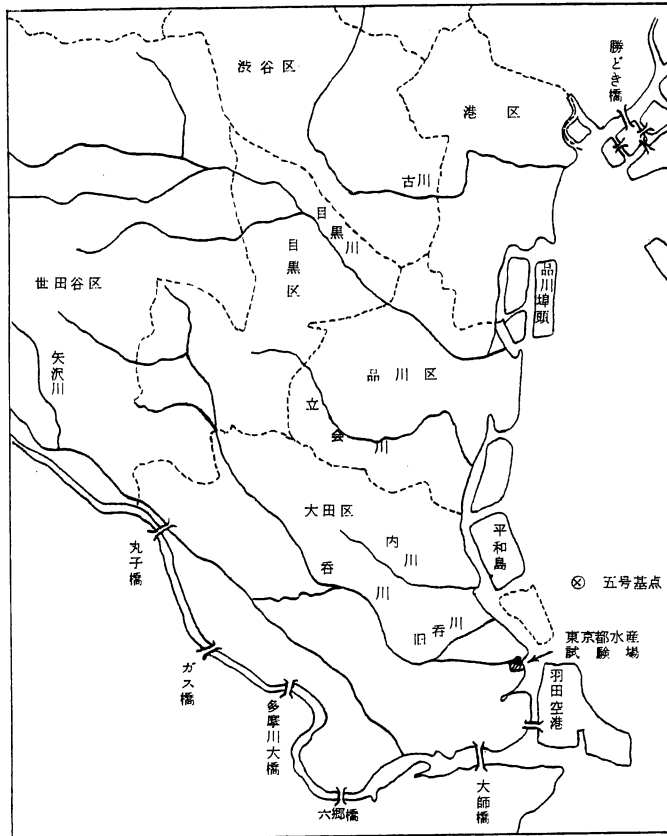 渋谷区
港区
勝どき橋
古川
目黒川
目黒区
世田谷区
品川埠頭
矢沢川
品川区
立会川
大田区
内川
平和島
丸子橋
呑川
旧呑川
五号基点
東京都水産
試験場
ガス橋
羽田空港
多摩川大橋
六郷橋
大師橋